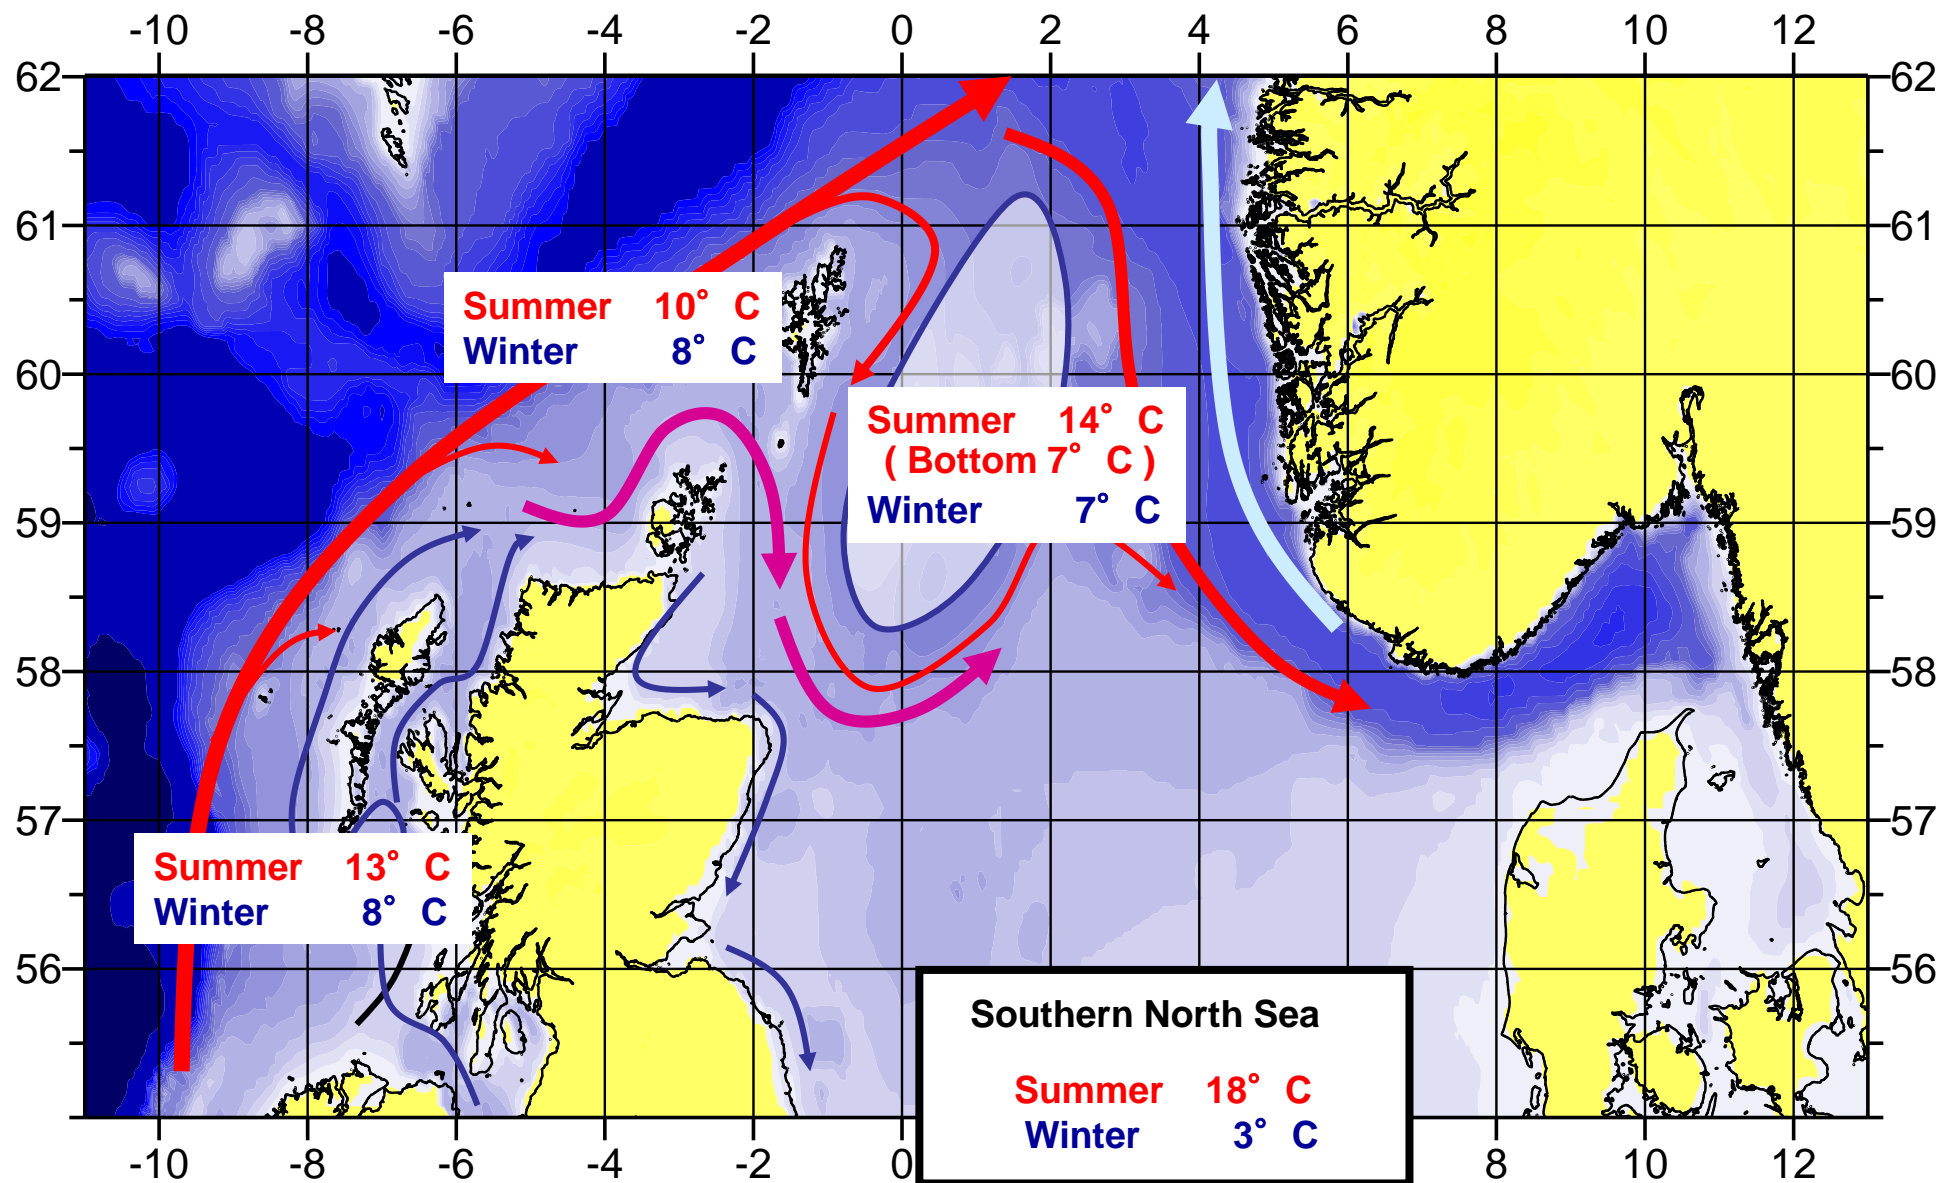 -10 -8 -6 -4 -2 0 2 4 6 8 10 12
62 62
61 61
Summer 10° C
Winter 8° C
60 60
Summer 14° C
( Bottom 7° C )
Winter 7° C
59 59
58 58
57 57
Summer 13° C
Winter 8° C
56 56
Southern North Sea
Summer 18° C
Winter 3° C
-10 -8 -6 -4 -2 0 8 10 12